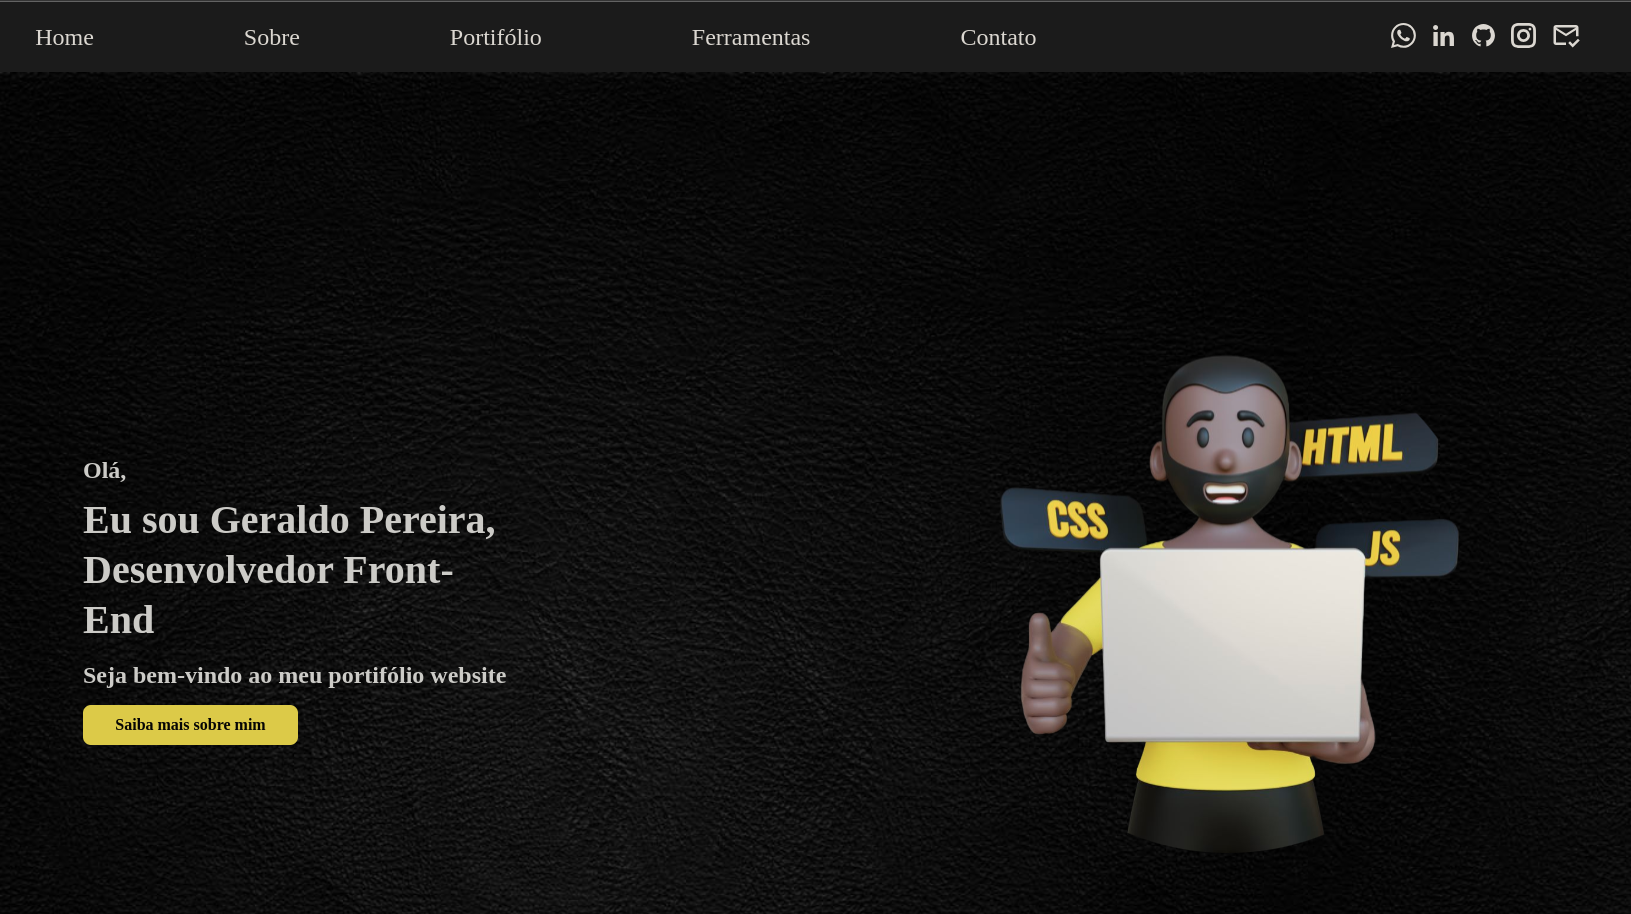 Home Sobre Portifólio Ferramentas Contato
Olá,
Eu sou Geraldo Pereira,
Desenvolvedor Front-
End
Seja bem-vindo ao meu portifólio website
Saiba mais sobre mim
HTML
CSS
JS